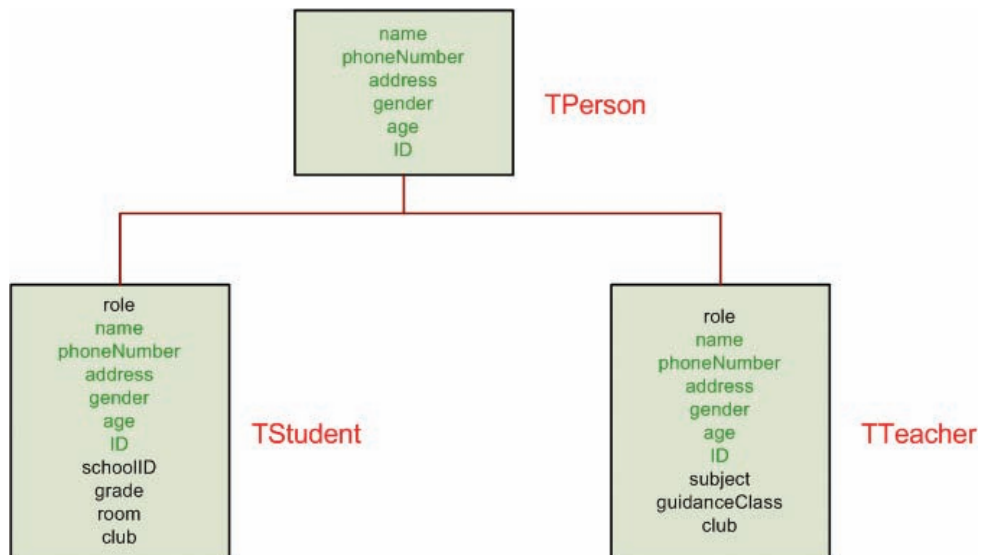 name
phoneNumber
address
gender
age
ID
TPerson
role
name
phoneNumber
address
gender
age
ID
schoolID
grade
room
club
TStudent
role
name
phoneNumber
address
gender
age
ID
subject
guidanceClass
club
TTeacher